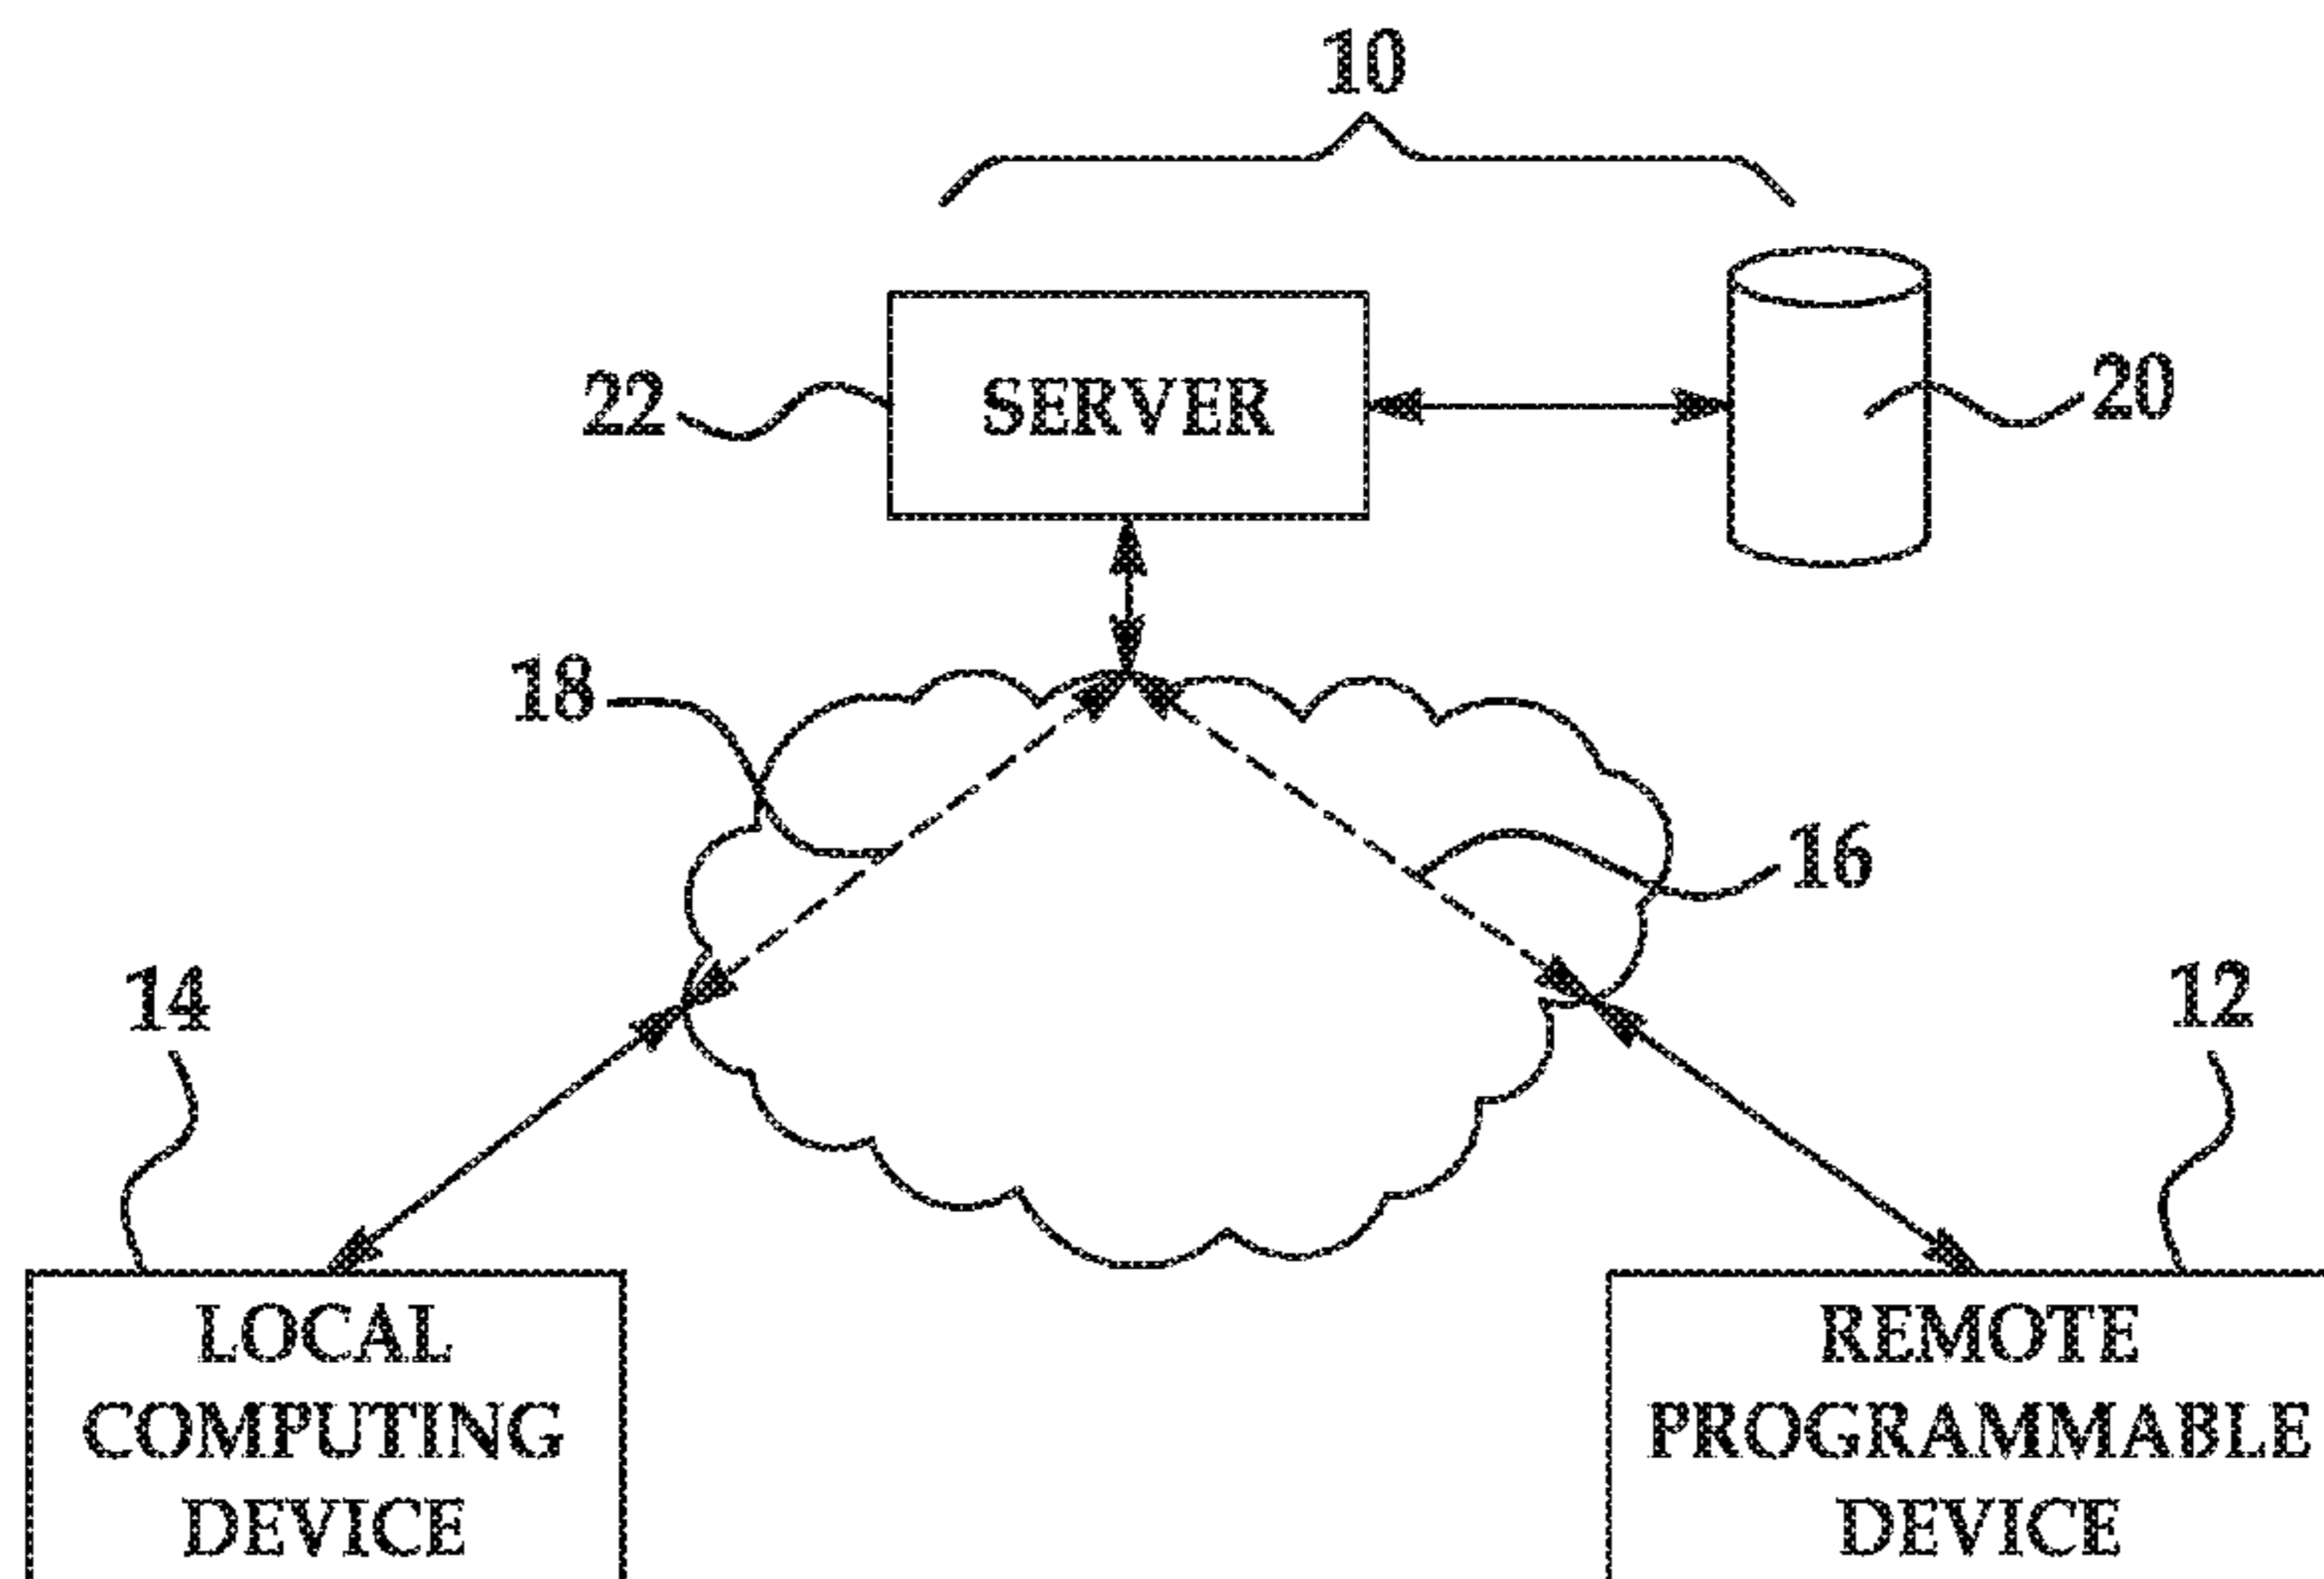 10
22
SERVER
20
18
16
14
12
LOCAL
COMPUTING
DEVICE
REMOTE
PROGRAMMABLE
DEVICE